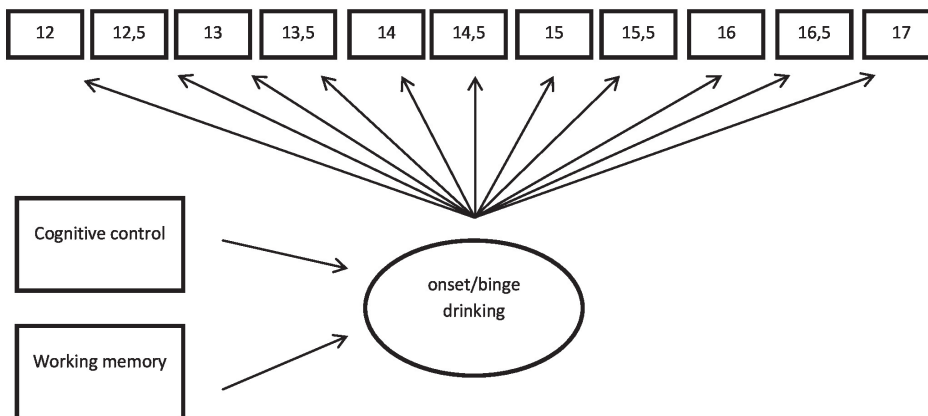 12 12,5 13 13,5 14 14,5 15 15,5 16 16,5 17
Cognitive control
onset/binge
drinking
Working memory